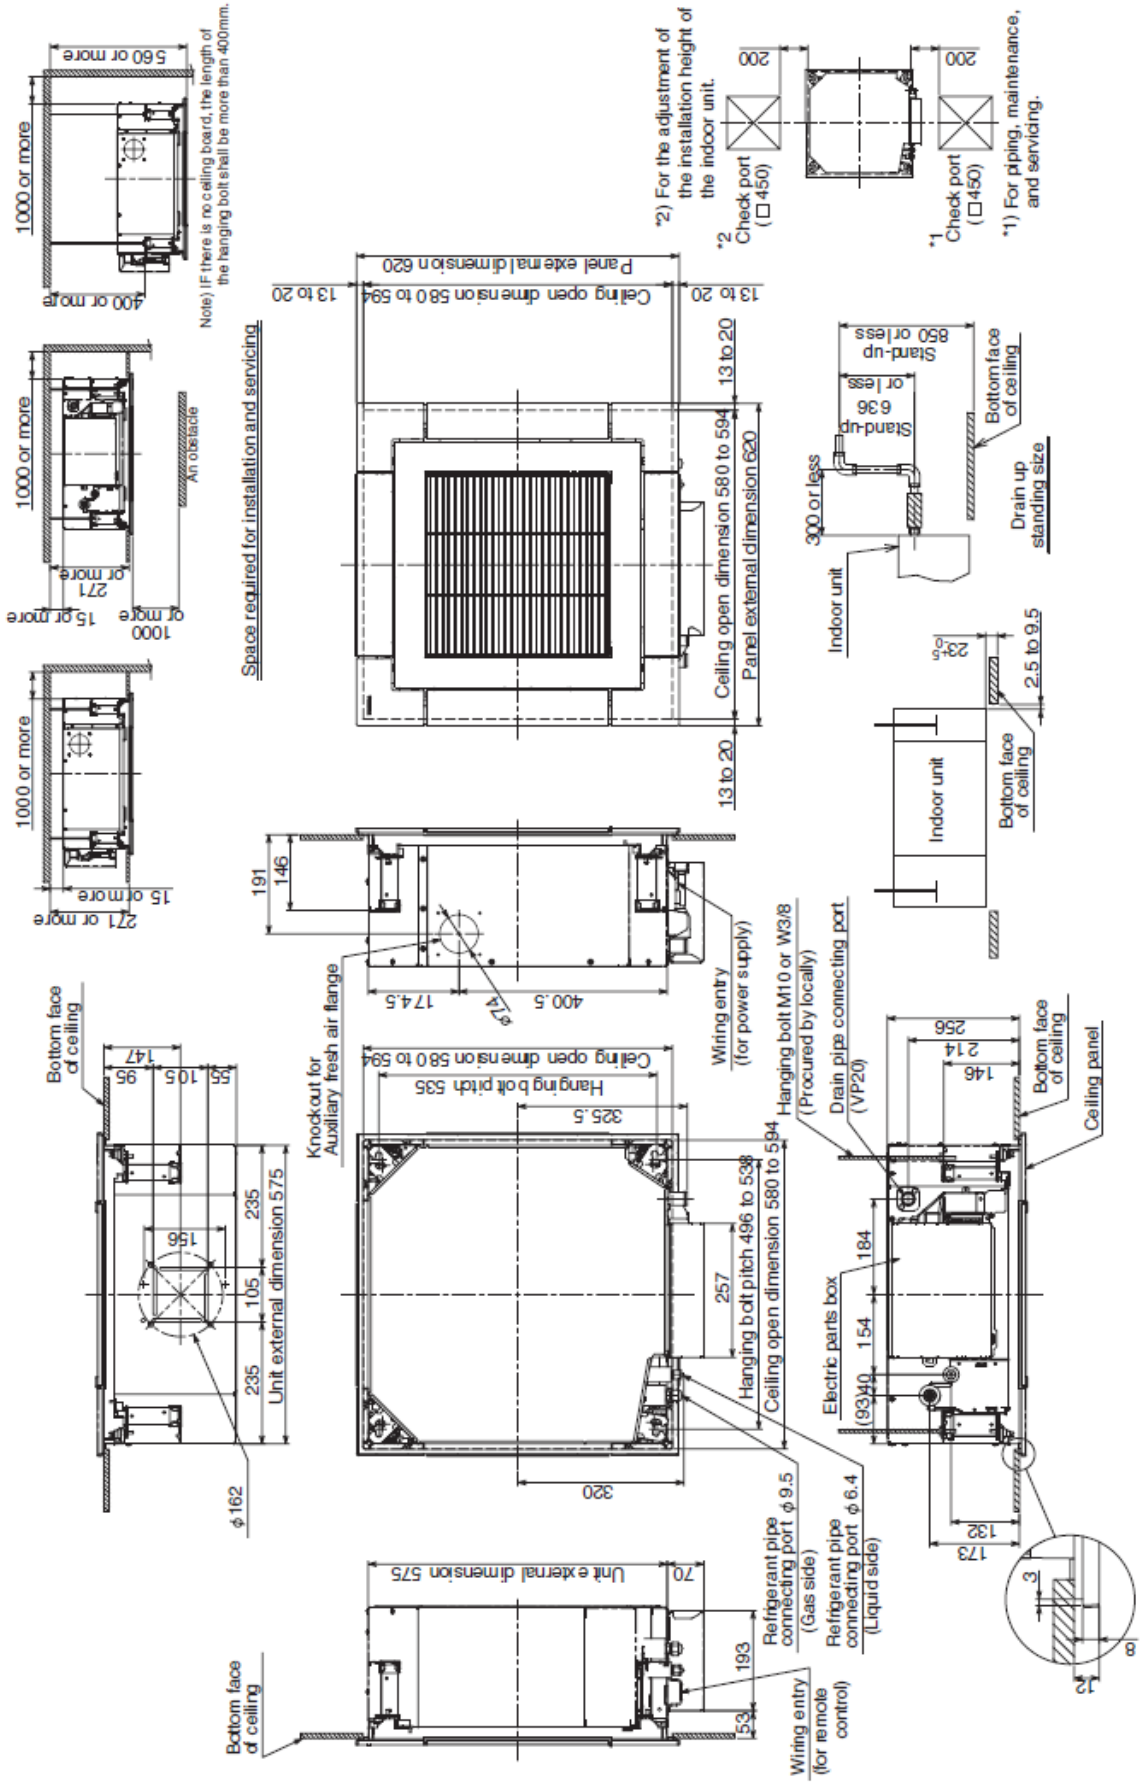 Bottom face
of ceiling
Unit external dimension 575
70
53
193
Wiring entry
(for remote
control)
ϕ162
235
105
235
Unit external dimension 575
156
95
105
55
147
Bottom face
of ceiling
320
Refrigerant pipe
connecting port ϕ9.5
(Gas side)
Refrigerant pipe
connecting port ϕ6.4
(Liquid side)
257
Hanging bolt pitch 496 to 538
Ceiling open dimension 580 to 594
325.5
Hanging bolt pitch 535
Ceiling open dimension 580 to 594
Knockout for
Auxiliary fresh air flange
174.5
400.5
ϕ74
191
146
Wiring entry
(for power supply)
Hanging bolt M10 or W3/8
(Procured by locally)
Drain pipe connecting port
(VP20)
Electric parts box
(93)
40
154
184
173
132
146
214
256
Bottom face
of ceiling
Ceiling panel
3
12
8
1000 or more
271 or more
15 or more
1000 or more
15 or more
271
or more
1000
or more
An obstacle
1000 or more
400 or more
560 or more
Note) IF there is no ceiling board, the length of
the hanging bolt shall be more than 400mm.
Space required for installation and servicing
13 to 20
Ceiling open dimension 580 to 594
Panel external dimension 620
13 to 20
13 to 20
Ceiling open dimension 580 to 594
13 to 20
Panel external dimension 620
Indoor unit
Bottom face
of ceiling
23+5
-0
2.5 to 9.5
Indoor unit
300 or less
Stand-up
636
or less
Stand-up
850 or less
Bottom face
of ceiling
Drain up
standing size
*2) For the adjustment of
the installation height of
the indoor unit.
*2
Check port
(□450)
200
200
*1
Check port
(□450)
*1) For piping, maintenance,
and servicing.